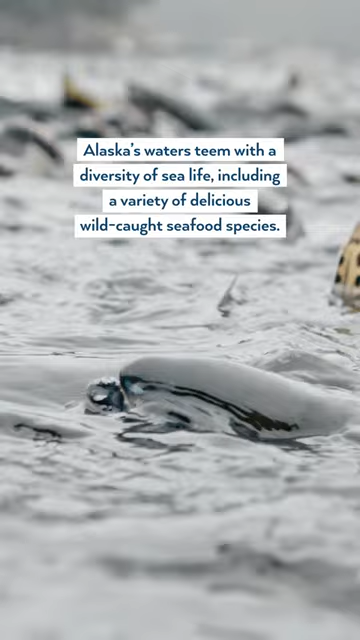 Alaska's waters teem with a
diversity of sea life, including
a variety of delicious
wild-caught seafood species.